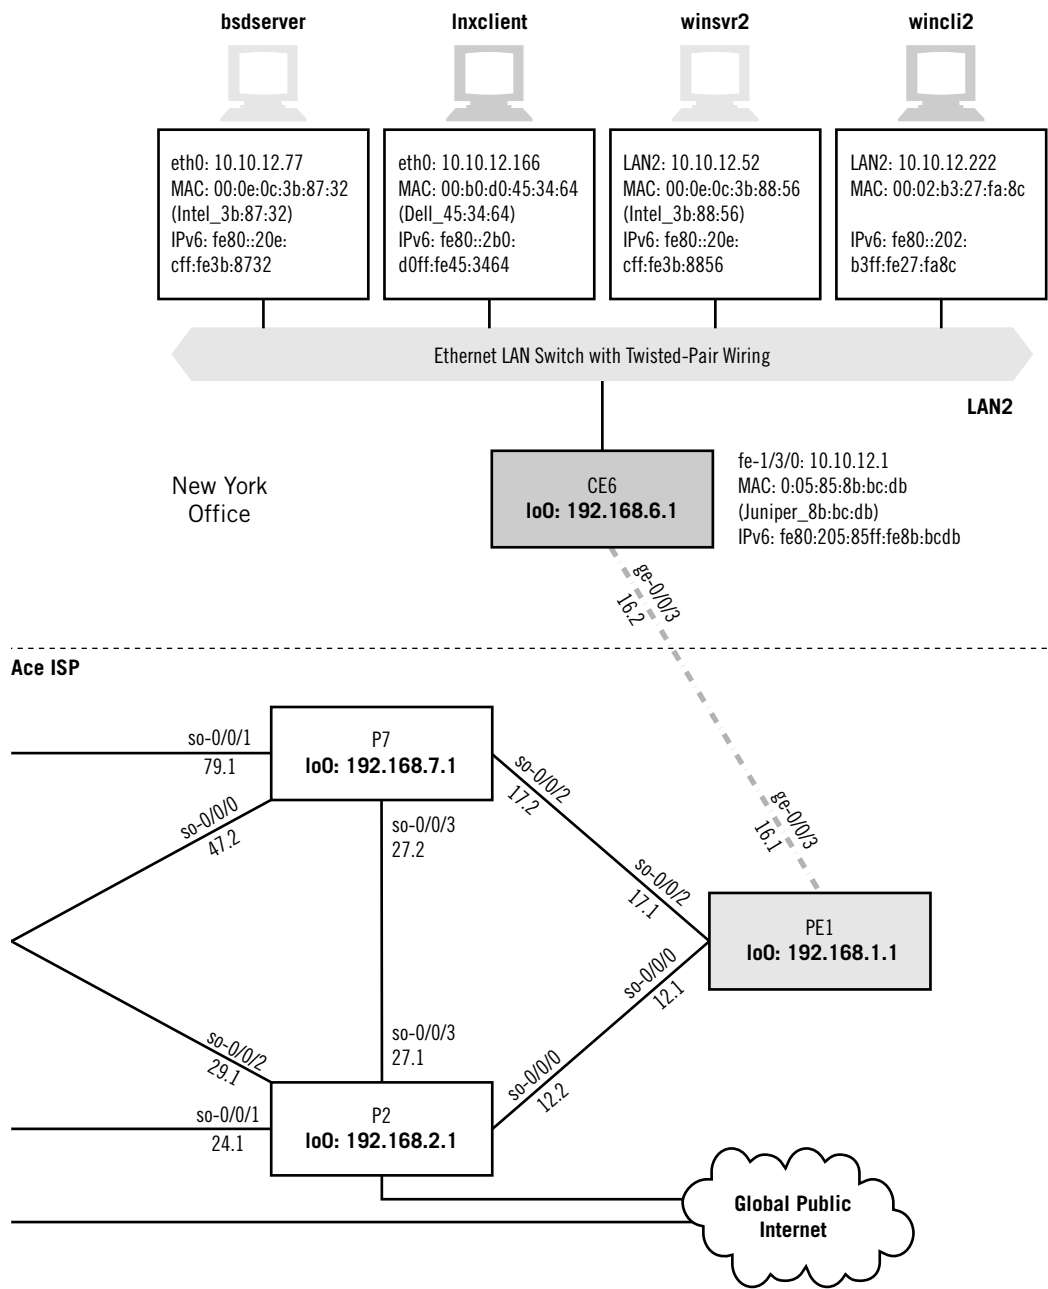 bsdserver
lnxclient
winsvr2
wincli2
eth0: 10.10.12.77
MAC: 00:0e:0c:3b:87:32
(Intel_3b:87:32)
IPv6: fe80::20e:
cff:fe3b:8732
eth0: 10.10.12.166
MAC: 00:b0:d0:45:34:64
(Dell_45:34:64)
IPv6: fe80::2b0:
d0ff:fe45:3464
LAN2: 10.10.12.52
MAC: 00:0e:0c:3b:88:56
(Intel_3b:88:56)
IPv6: fe80::20e:
cff:fe3b:8856
LAN2: 10.10.12.222
MAC: 00:02:b3:27:fa:8c
IPv6: fe80::202:
b3ff:fe27:fa8c
Ethernet LAN Switch with Twisted-Pair Wiring
LAN2
New York
Office
CE6
lo0: 192.168.6.1
fe-1/3/0: 10.10.12.1
MAC: 0:05:85:8b:bc:db
(Juniper_8b:bc:db)
IPv6: fe80:205:85ff:fe8b:bcdb
ge-0/0/3
16.2
Ace ISP
so-0/0/1
79.1
P7
lo0: 192.168.7.1
so-0/0/2
17.2
so-0/0/0
47.2
so-0/0/3
27.2
ge-0/0/3
16.1
so-0/0/2
17.1
PE1
lo0: 192.168.1.1
so-0/0/0
12.1
so-0/0/2
29.1
so-0/0/3
27.1
so-0/0/0
12.2
so-0/0/1
24.1
P2
lo0: 192.168.2.1
Global Public
Internet